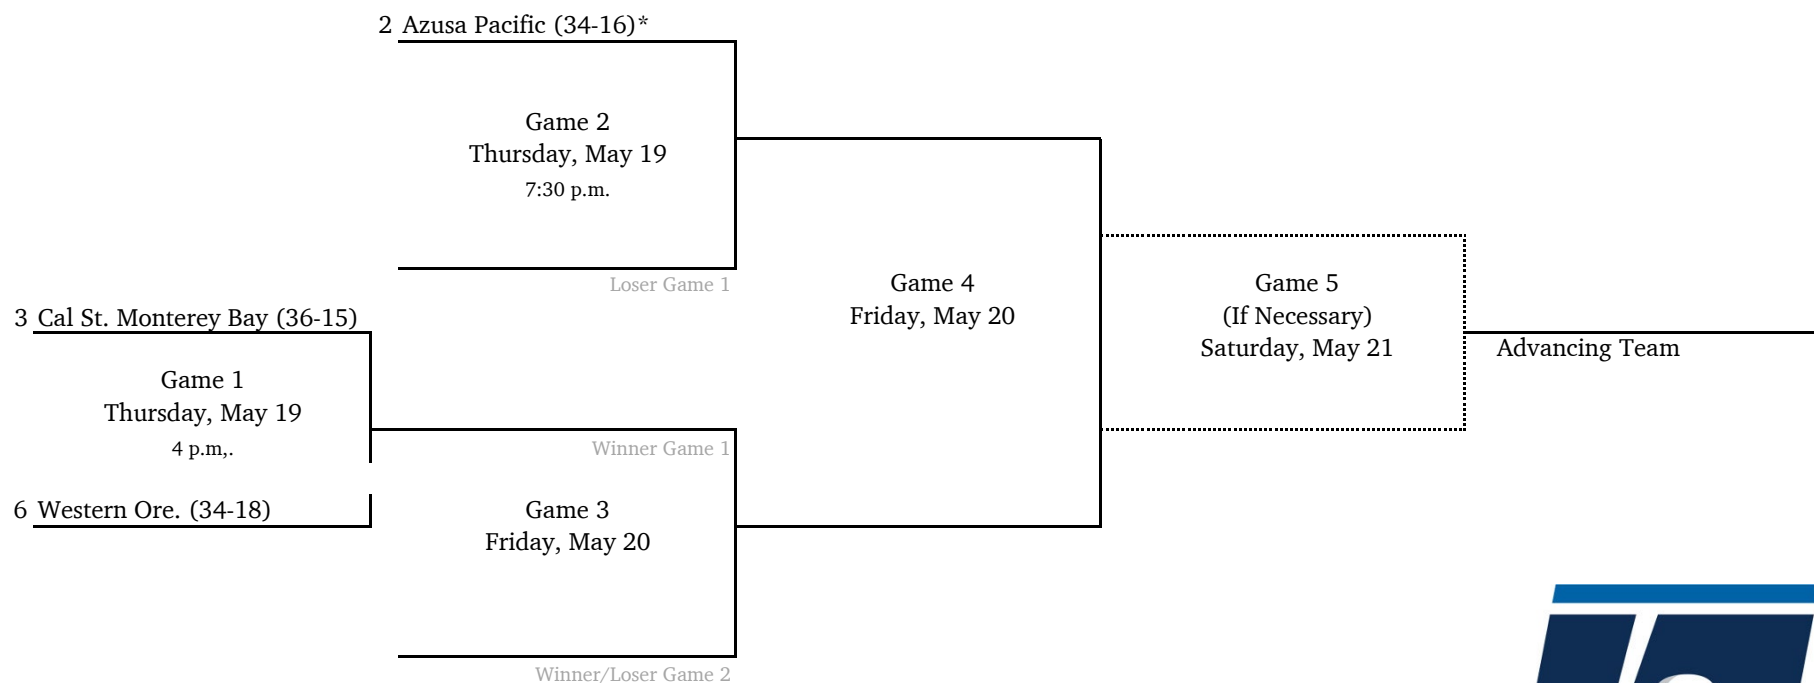 2 Azusa Pacific (34-16)*
Game 2
Thursday, May 19
7:30 p.m.
Loser Game 1
3 Cal St. Monterey Bay (36-15)
Game 1
Thursday, May 19
4 p.m,.
6 Western Ore. (34-18)
Winner Game 1
Game 3
Friday, May 20
Winner/Loser Game 2
Game 4
Friday, May 20
Game 5
(If Necessary)
Saturday, May 21
Advancing Team